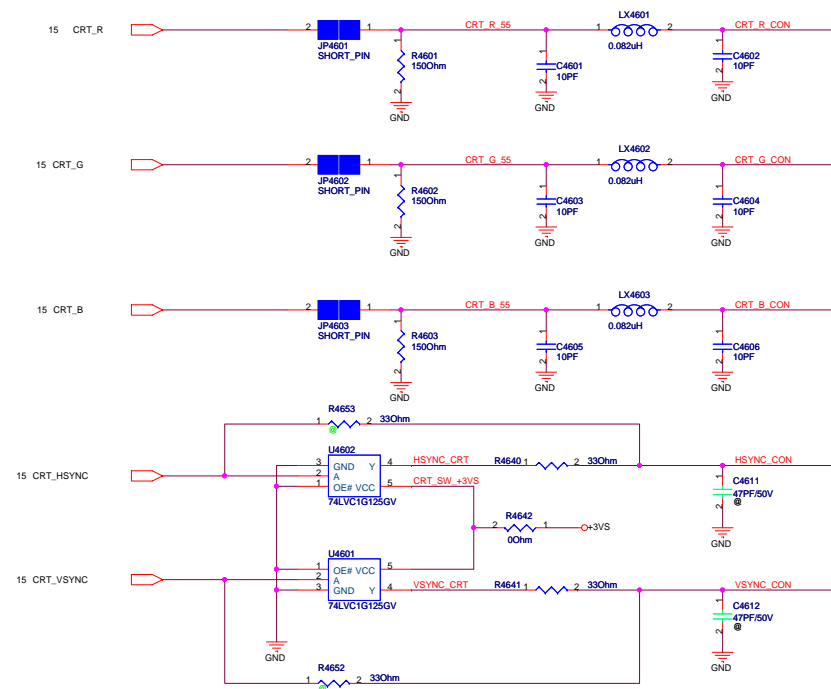 LX4601
15 CRT_R 2 1 CRT_R_55 1 2 CRT_R_CON
JP4601
SHORT_PIN
0.082uH
1 R4601
150Ohm
2
GND
1 C4601
10PF
2
GND
1 C4602
10PF
2
GND
LX4602
15 CRT_G 2 1 CRT_G_55 1 2 CRT_G_CON
JP4602
SHORT_PIN
0.082uH
1 R4602
150Ohm
2
GND
1 C4603
10PF
2
GND
1 C4604
10PF
2
GND
LX4603
15 CRT_B 2 1 CRT_B_55 1 2 CRT_B_CON
JP4603
SHORT_PIN
0.082uH
1 R4603
150Ohm
2
GND
1 C4605
10PF
2
GND
1 C4606
10PF
2
GND
R4653
1 2 33Ohm
@
U4602
3 GND Y 4 HSYNC_CRT R4640 1 2 33Ohm HSYNC_CON
15 CRT_HSYNC 2 A
1 OE# VCC 5 CRT_SW_+3VS
74LVC1G125GV
1 C4611
47PF/50V
2 @
GND
R4642
2 1 +3VS
0Ohm
U4601
1 OE# VCC 5
15 CRT_VSYNC 2 A
3 GND Y 4 VSYNC_CRT R4641 1 2 33Ohm VSYNC_CON
74LVC1G125GV
1 C4612
47PF/50V
2 @
GND
GND
R4652
1 2 33Ohm
@